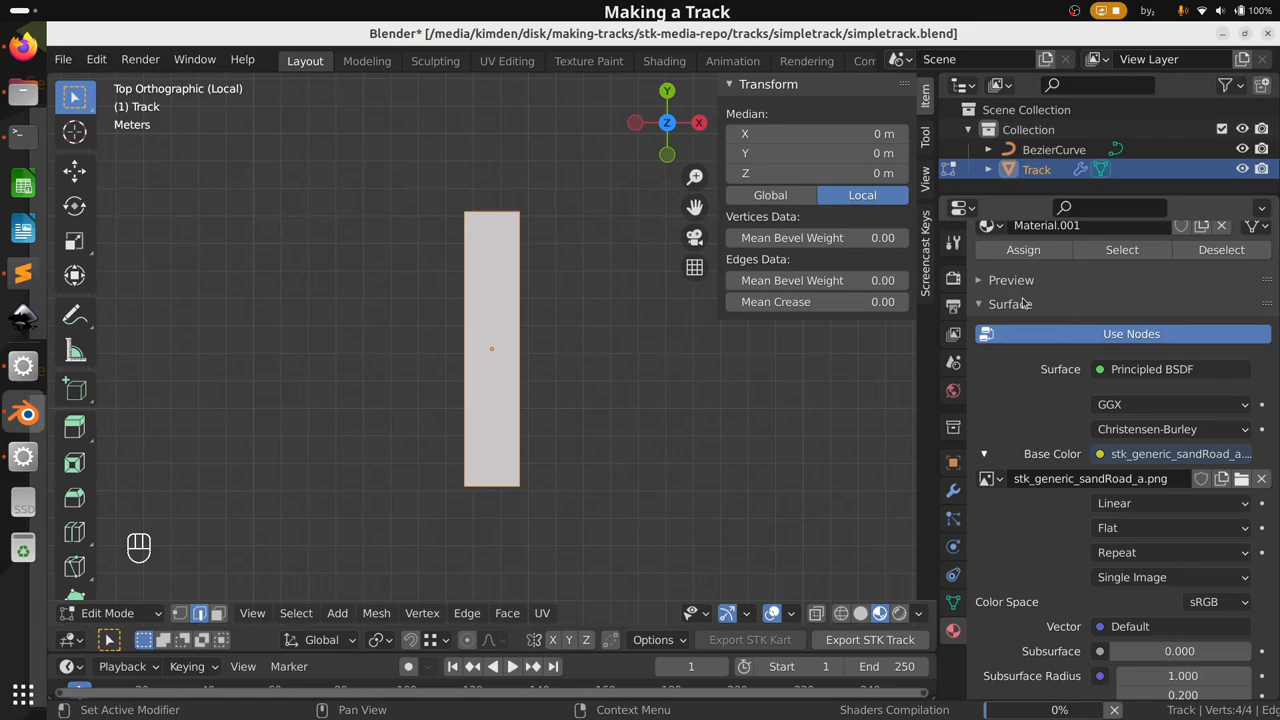 Making a Track
by₂
100%
Blender* [/media/kimden/disk/making-tracks/stk-media-repo/tracks/simpletrack/simpletrack.blend]
File Edit Render Window Help Layout Modeling Sculpting UV Editing Texture Paint Shading Animation Rendering Com
Scene
View Layer
Top Orthographic (Local)
(1) Track
Meters
Y
X
Z
Transform
Median:
X 0 m
Y 0 m
Z 0 m
Global Local
Vertices Data:
Mean Bevel Weight 0.00
Edges Data:
Mean Bevel Weight 0.00
Mean Crease 0.00
Item
Tool
View
Screencast Keys
Scene Collection
Collection
BezierCurve
Track
Material.001
Assign Select Deselect
Preview
Surface
Use Nodes
Surface Principled BSDF
GGX
Christensen-Burley
Base Color stk_generic_sandRoad_a....
stk_generic_sandRoad_a.png
Linear
Flat
Repeat
Single Image
Color Space sRGB
Vector Default
Subsurface 0.000
Subsurface Radius 1.000
0.200
SSD
Edit Mode View Select Add Mesh Vertex Edge Face UV
Global X Y Z Options Export STK Kart Export STK Track
Playback Keying View Marker 1 Start 1 End 250
Set Active Modifier Pan View Context Menu Shaders Compilation 0% Track | Verts:4/4 | Edg